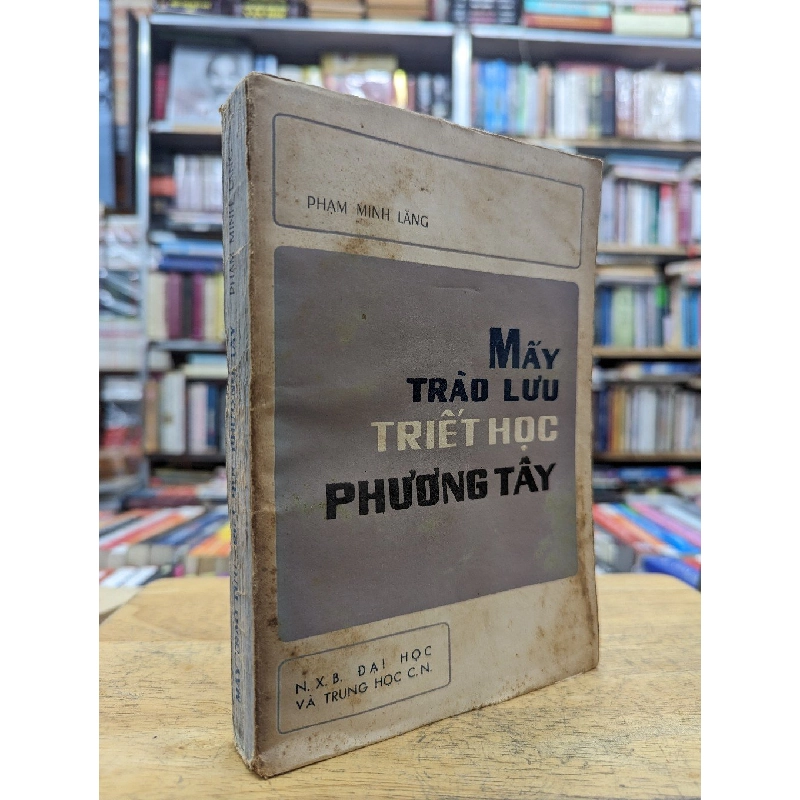 PHẠM MINH LĂNG
MẤY
TRÀO LƯU
TRIẾT HỌC
PHƯƠNG TÂY
N.X.B. ĐẠI HỌC
VÀ TRUNG HỌC C.N.